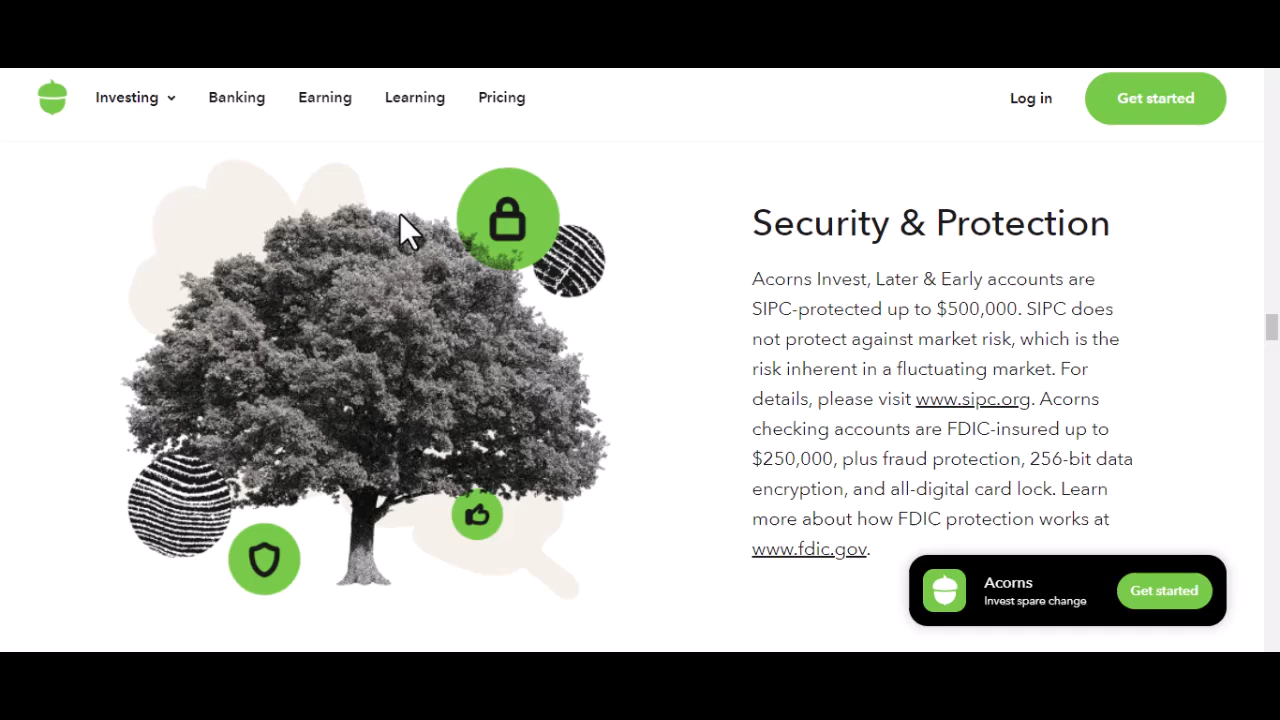 Investing
Banking
Earning
Learning
Pricing
Log in
Get started
Security & Protection
Acorns Invest, Later & Early accounts are
SIPC-protected up to $500,000. SIPC does
not protect against market risk, which is the
risk inherent in a fluctuating market. For
details, please visit www.sipc.org. Acorns
checking accounts are FDIC-insured up to
$250,000, plus fraud protection, 256-bit data
encryption, and all-digital card lock. Learn
more about how FDIC protection works at
www.fdic.gov.
Acorns
Invest spare change
Get started